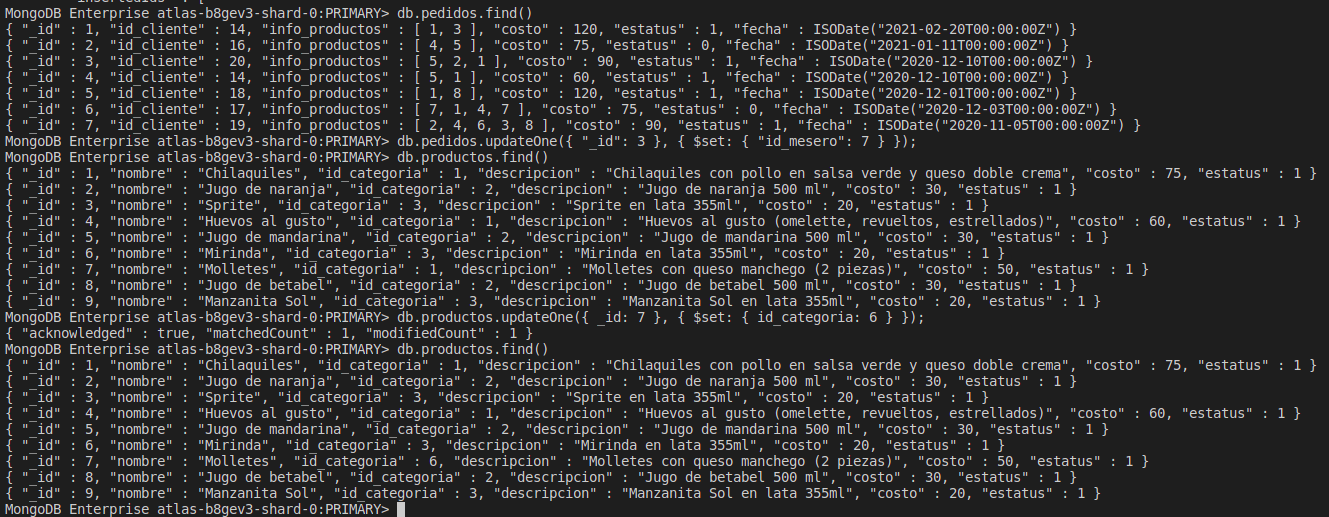 MongoDB Enterprise atlas-b8gev3-shard-0:PRIMARY> db.pedidos.find()
{ "_id" : 1, "id_cliente" : 14, "info_productos" : [ 1, 3 ], "costo" : 120, "estatus" : 1, "fecha" : ISODate("2021-02-20T00:00:00Z") }
{ "_id" : 2, "id_cliente" : 16, "info_productos" : [ 4, 5 ], "costo" : 75, "estatus" : 0, "fecha" : ISODate("2021-01-11T00:00:00Z") }
{ "_id" : 3, "id_cliente" : 20, "info_productos" : [ 5, 2, 1 ], "costo" : 90, "estatus" : 1, "fecha" : ISODate("2020-12-10T00:00:00Z") }
{ "_id" : 4, "id_cliente" : 14, "info_productos" : [ 5, 1 ], "costo" : 60, "estatus" : 1, "fecha" : ISODate("2020-12-10T00:00:00Z") }
{ "_id" : 5, "id_cliente" : 18, "info_productos" : [ 1, 8 ], "costo" : 120, "estatus" : 1, "fecha" : ISODate("2020-12-01T00:00:00Z") }
{ "_id" : 6, "id_cliente" : 17, "info_productos" : [ 7, 1, 4, 7 ], "costo" : 75, "estatus" : 0, "fecha" : ISODate("2020-12-03T00:00:00Z") }
{ "_id" : 7, "id_cliente" : 19, "info_productos" : [ 2, 4, 6, 3, 8 ], "costo" : 90, "estatus" : 1, "fecha" : ISODate("2020-11-05T00:00:00Z") }
MongoDB Enterprise atlas-b8gev3-shard-0:PRIMARY> db.pedidos.updateOne({ "_id": 3 }, { $set: { "id_mesero": 7 } });
MongoDB Enterprise atlas-b8gev3-shard-0:PRIMARY> db.productos.find()
{ "_id" : 1, "nombre" : "Chilaquiles", "id_categoria" : 1, "descripcion" : "Chilaquiles con pollo en salsa verde y queso doble crema", "costo" : 75, "estatus" : 1 }
{ "_id" : 2, "nombre" : "Jugo de naranja", "id_categoria" : 2, "descripcion" : "Jugo de naranja 500 ml", "costo" : 30, "estatus" : 1 }
{ "_id" : 3, "nombre" : "Sprite", "id_categoria" : 3, "descripcion" : "Sprite en lata 355ml", "costo" : 20, "estatus" : 1 }
{ "_id" : 4, "nombre" : "Huevos al gusto", "id_categoria" : 1, "descripcion" : "Huevos al gusto (omelette, revueltos, estrellados)", "costo" : 60, "estatus" : 1 }
{ "_id" : 5, "nombre" : "Jugo de mandarina", "id_categoria" : 2, "descripcion" : "Jugo de mandarina 500 ml", "costo" : 30, "estatus" : 1 }
{ "_id" : 6, "nombre" : "Mirinda", "id_categoria" : 3, "descripcion" : "Mirinda en lata 355ml", "costo" : 20, "estatus" : 1 }
{ "_id" : 7, "nombre" : "Molletes", "id_categoria" : 1, "descripcion" : "Molletes con queso manchego (2 piezas)", "costo" : 50, "estatus" : 1 }
{ "_id" : 8, "nombre" : "Jugo de betabel", "id_categoria" : 2, "descripcion" : "Jugo de betabel 500 ml", "costo" : 30, "estatus" : 1 }
{ "_id" : 9, "nombre" : "Manzanita Sol", "id_categoria" : 3, "descripcion" : "Manzanita Sol en lata 355ml", "costo" : 20, "estatus" : 1 }
MongoDB Enterprise atlas-b8gev3-shard-0:PRIMARY> db.productos.updateOne({ _id: 7 }, { $set: { id_categoria: 6 } });
{ "acknowledged" : true, "matchedCount" : 1, "modifiedCount" : 1 }
MongoDB Enterprise atlas-b8gev3-shard-0:PRIMARY> db.productos.find()
{ "_id" : 1, "nombre" : "Chilaquiles", "id_categoria" : 1, "descripcion" : "Chilaquiles con pollo en salsa verde y queso doble crema", "costo" : 75, "estatus" : 1 }
{ "_id" : 2, "nombre" : "Jugo de naranja", "id_categoria" : 2, "descripcion" : "Jugo de naranja 500 ml", "costo" : 30, "estatus" : 1 }
{ "_id" : 3, "nombre" : "Sprite", "id_categoria" : 3, "descripcion" : "Sprite en lata 355ml", "costo" : 20, "estatus" : 1 }
{ "_id" : 4, "nombre" : "Huevos al gusto", "id_categoria" : 1, "descripcion" : "Huevos al gusto (omelette, revueltos, estrellados)", "costo" : 60, "estatus" : 1 }
{ "_id" : 5, "nombre" : "Jugo de mandarina", "id_categoria" : 2, "descripcion" : "Jugo de mandarina 500 ml", "costo" : 30, "estatus" : 1 }
{ "_id" : 6, "nombre" : "Mirinda", "id_categoria" : 3, "descripcion" : "Mirinda en lata 355ml", "costo" : 20, "estatus" : 1 }
{ "_id" : 7, "nombre" : "Molletes", "id_categoria" : 6, "descripcion" : "Molletes con queso manchego (2 piezas)", "costo" : 50, "estatus" : 1 }
{ "_id" : 8, "nombre" : "Jugo de betabel", "id_categoria" : 2, "descripcion" : "Jugo de betabel 500 ml", "costo" : 30, "estatus" : 1 }
{ "_id" : 9, "nombre" : "Manzanita Sol", "id_categoria" : 3, "descripcion" : "Manzanita Sol en lata 355ml", "costo" : 20, "estatus" : 1 }
MongoDB Enterprise atlas-b8gev3-shard-0:PRIMARY>